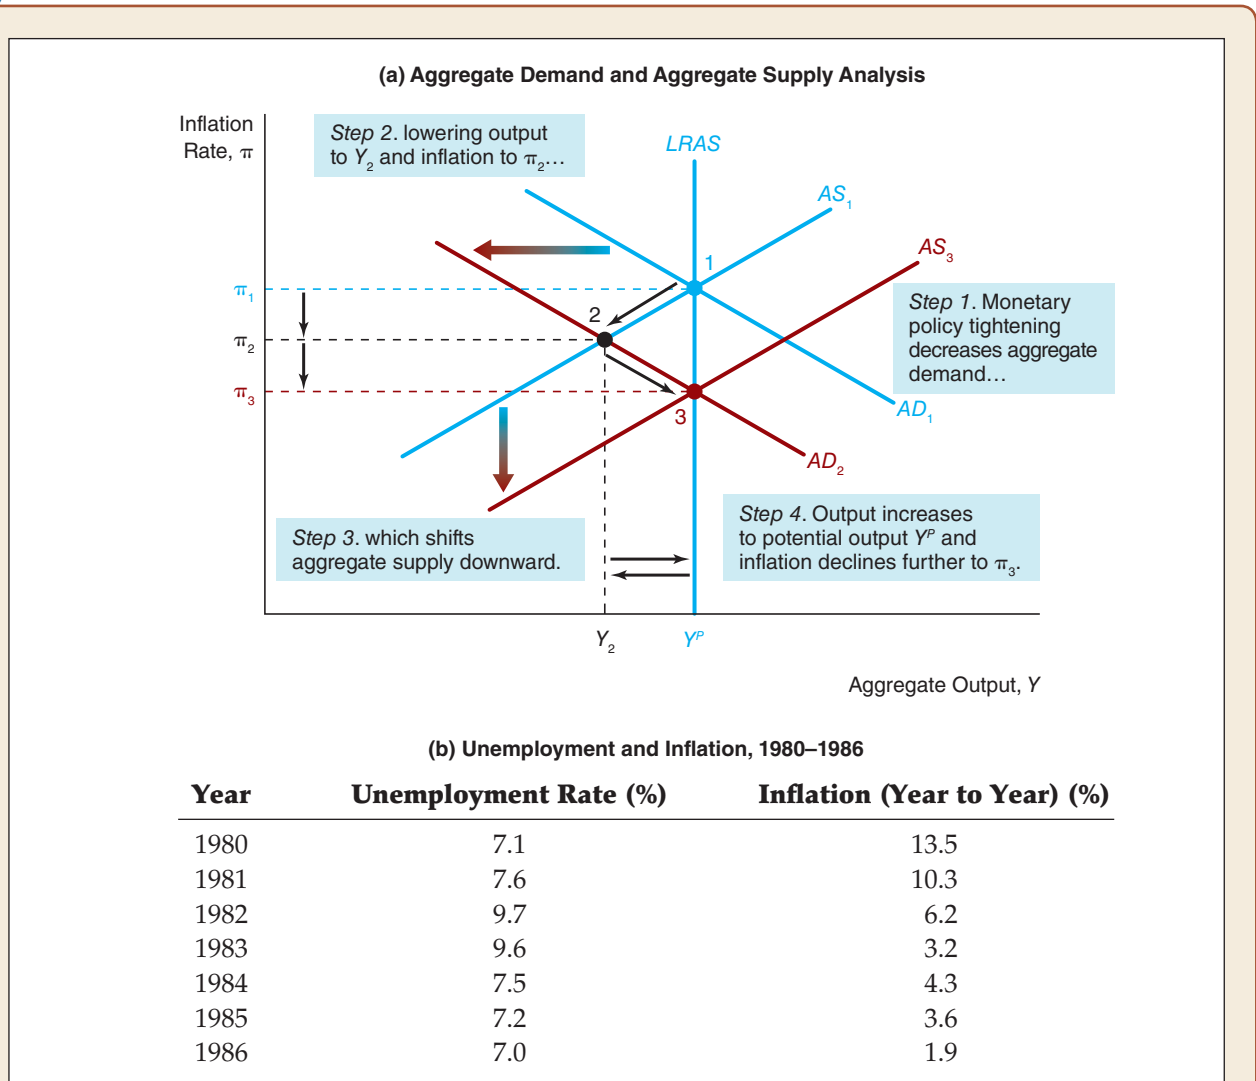 (a) Aggregate Demand and Aggregate Supply Analysis
Inflation
Rate, π
Step 2. lowering output
to Y2 and inflation to π2...
LRAS
AS1
AS3
1
π1
Step 1. Monetary
policy tightening
decreases aggregate
demand...
2
π2
π3
3
AD1
AD2
Step 3. which shifts
aggregate supply downward.
Step 4. Output increases
to potential output YP and
inflation declines further to π3.
Y2
YP
Aggregate Output, Y
(b) Unemployment and Inflation, 1980–1986
Year Unemployment Rate (%) Inflation (Year to Year) (%)
1980 7.1 13.5
1981 7.6 10.3
1982 9.7 6.2
1983 9.6 3.2
1984 7.5 4.3
1985 7.2 3.6
1986 7.0 1.9